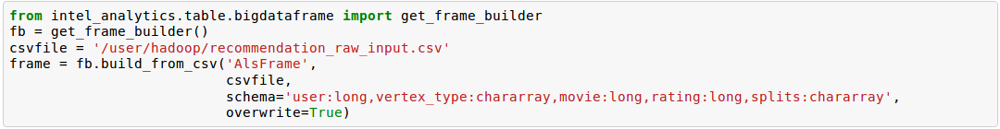 from intel_analytics.table.bigdataframe import get_frame_builder
fb = get_frame_builder()
csvfile = '/user/hadoop/recommendation_raw_input.csv'
frame = fb.build_from_csv('AlsFrame',
                          csvfile,
                          schema='user:long,vertex_type:chararray,movie:long,rating:long,splits:chararray',
                          overwrite=True)